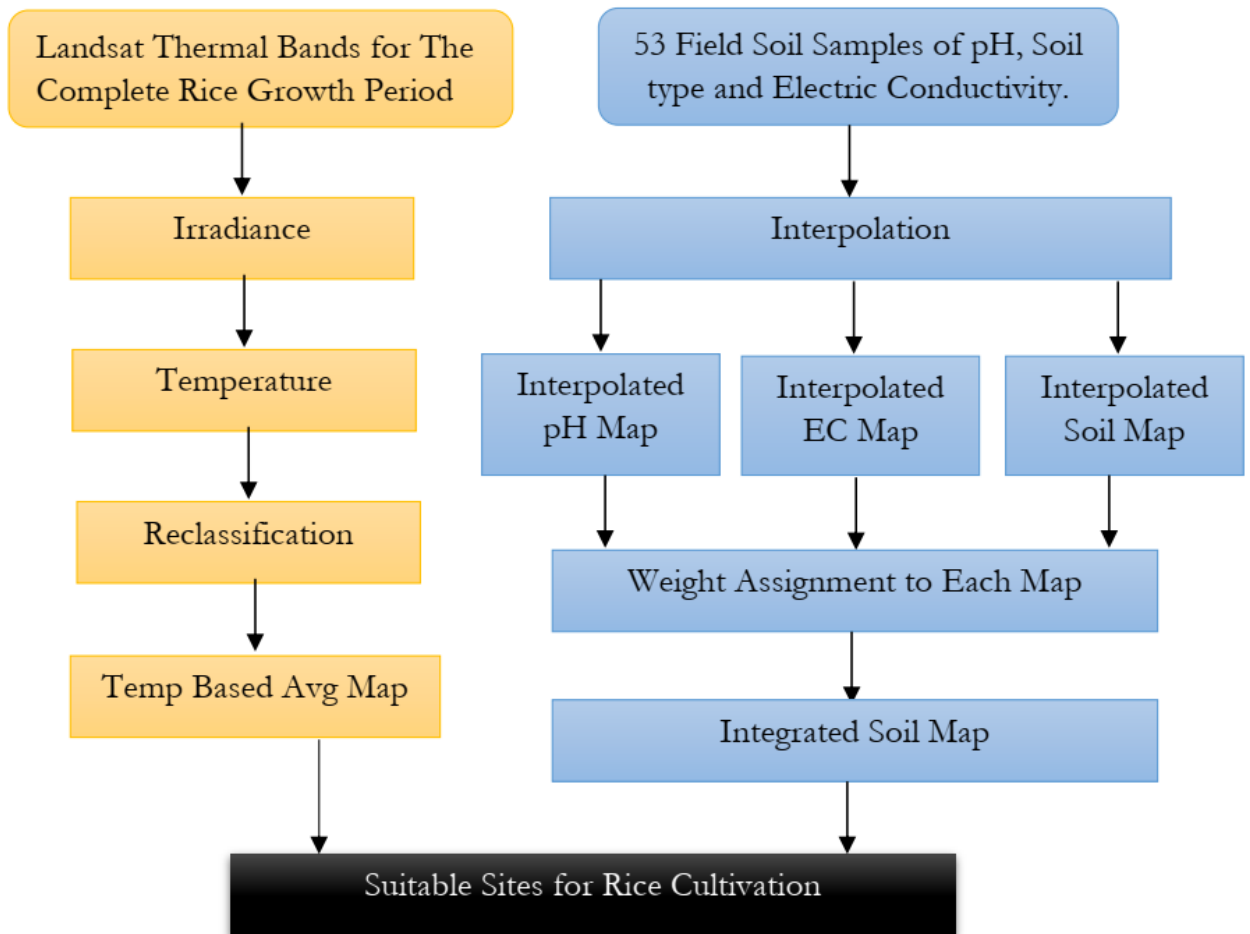 Landsat Thermal Bands for The
Complete Rice Growth Period
Irradiance
Temperature
Reclassification
Temp Based Avg Map
53 Field Soil Samples of pH, Soil
type and Electric Conductivity.
Interpolation
Interpolated
pH Map
Interpolated
EC Map
Interpolated
Soil Map
Weight Assignment to Each Map
Integrated Soil Map
Suitable Sites for Rice Cultivation